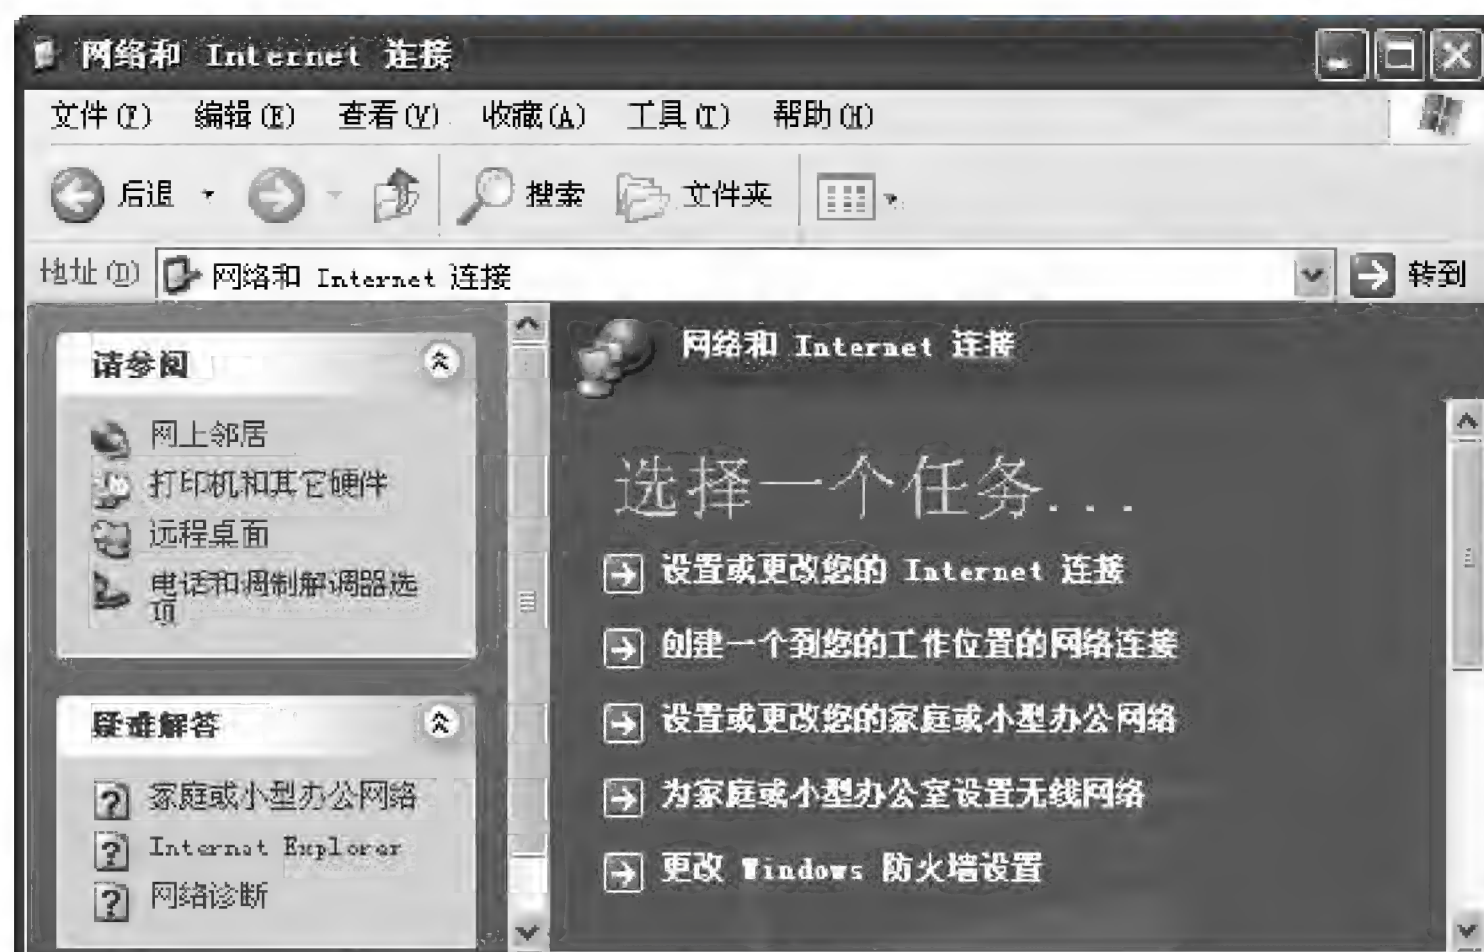 网络和 Internet 连接
文件(F) 编辑(E) 查看(V) 收藏(A) 工具(T) 帮助(H)
后退 搜索 文件夹
地址(D) 网络和 Internet 连接 转到
请参阅
网上邻居
打印机和其它硬件
远程桌面
电话和调制解调器选
项
疑难解答
家庭或小型办公网络
Internet Explorer
网络诊断
网络和 Internet 连接
选择一个任务...
设置或更改您的 Internet 连接
创建一个到您的工作位置的网络连接
设置或更改您的家庭或小型办公网络
为家庭或小型办公室设置无线网络
更改 Windows 防火墙设置